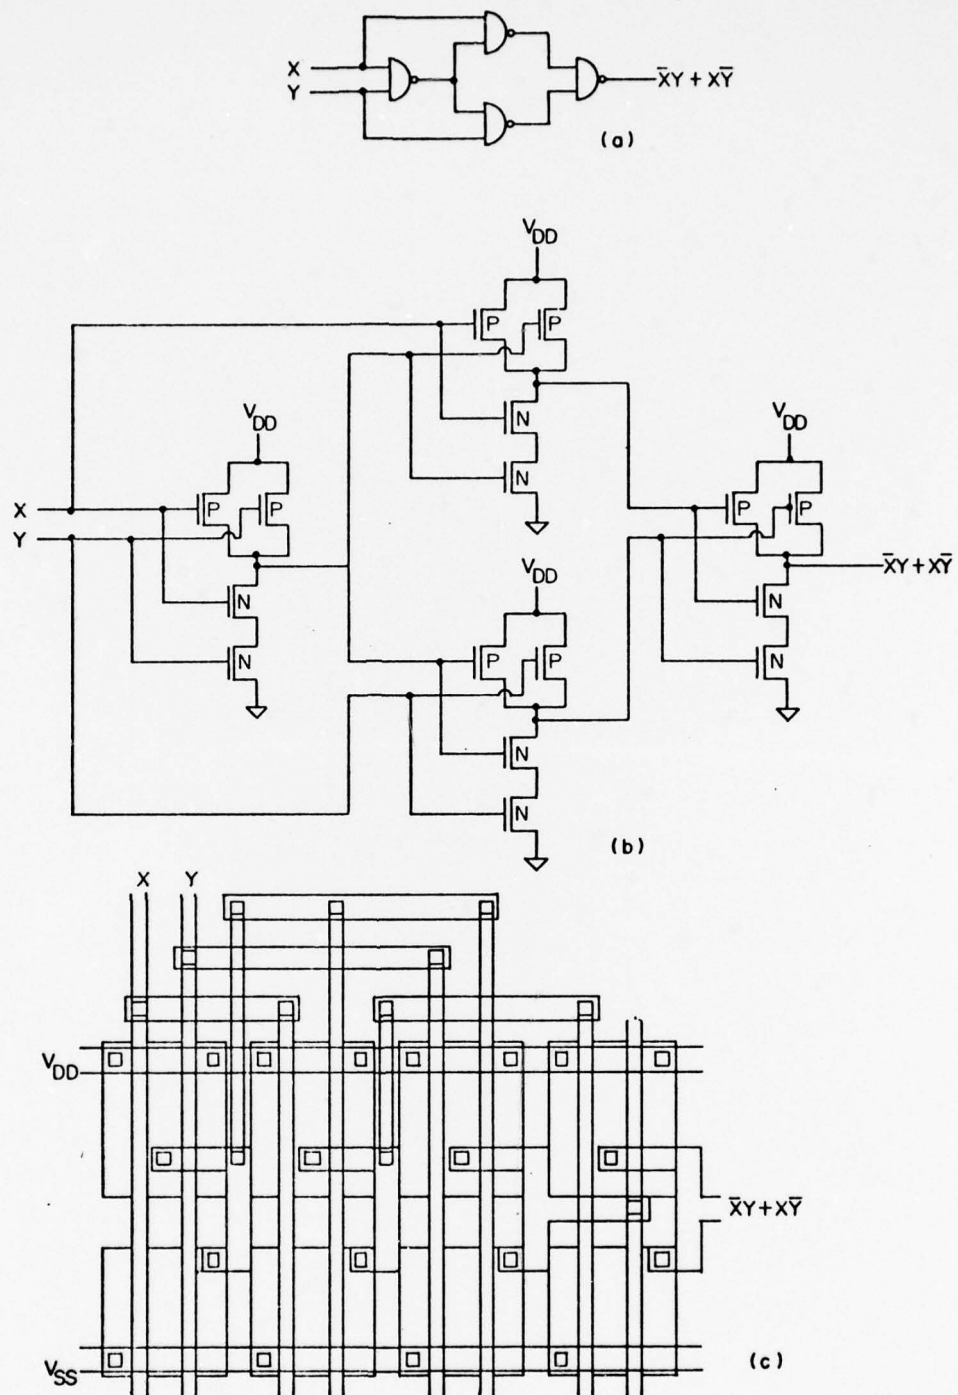 X
Y
X̄Y + XȲ
(a)
V_DD
P P
N
N
V_DD
P P
N
N
X
Y
V_DD
P P
N
N
X̄Y + XȲ
V_DD
P P
N
N
(b)
X Y
V_DD
X̄Y + XȲ
V_SS
(c)